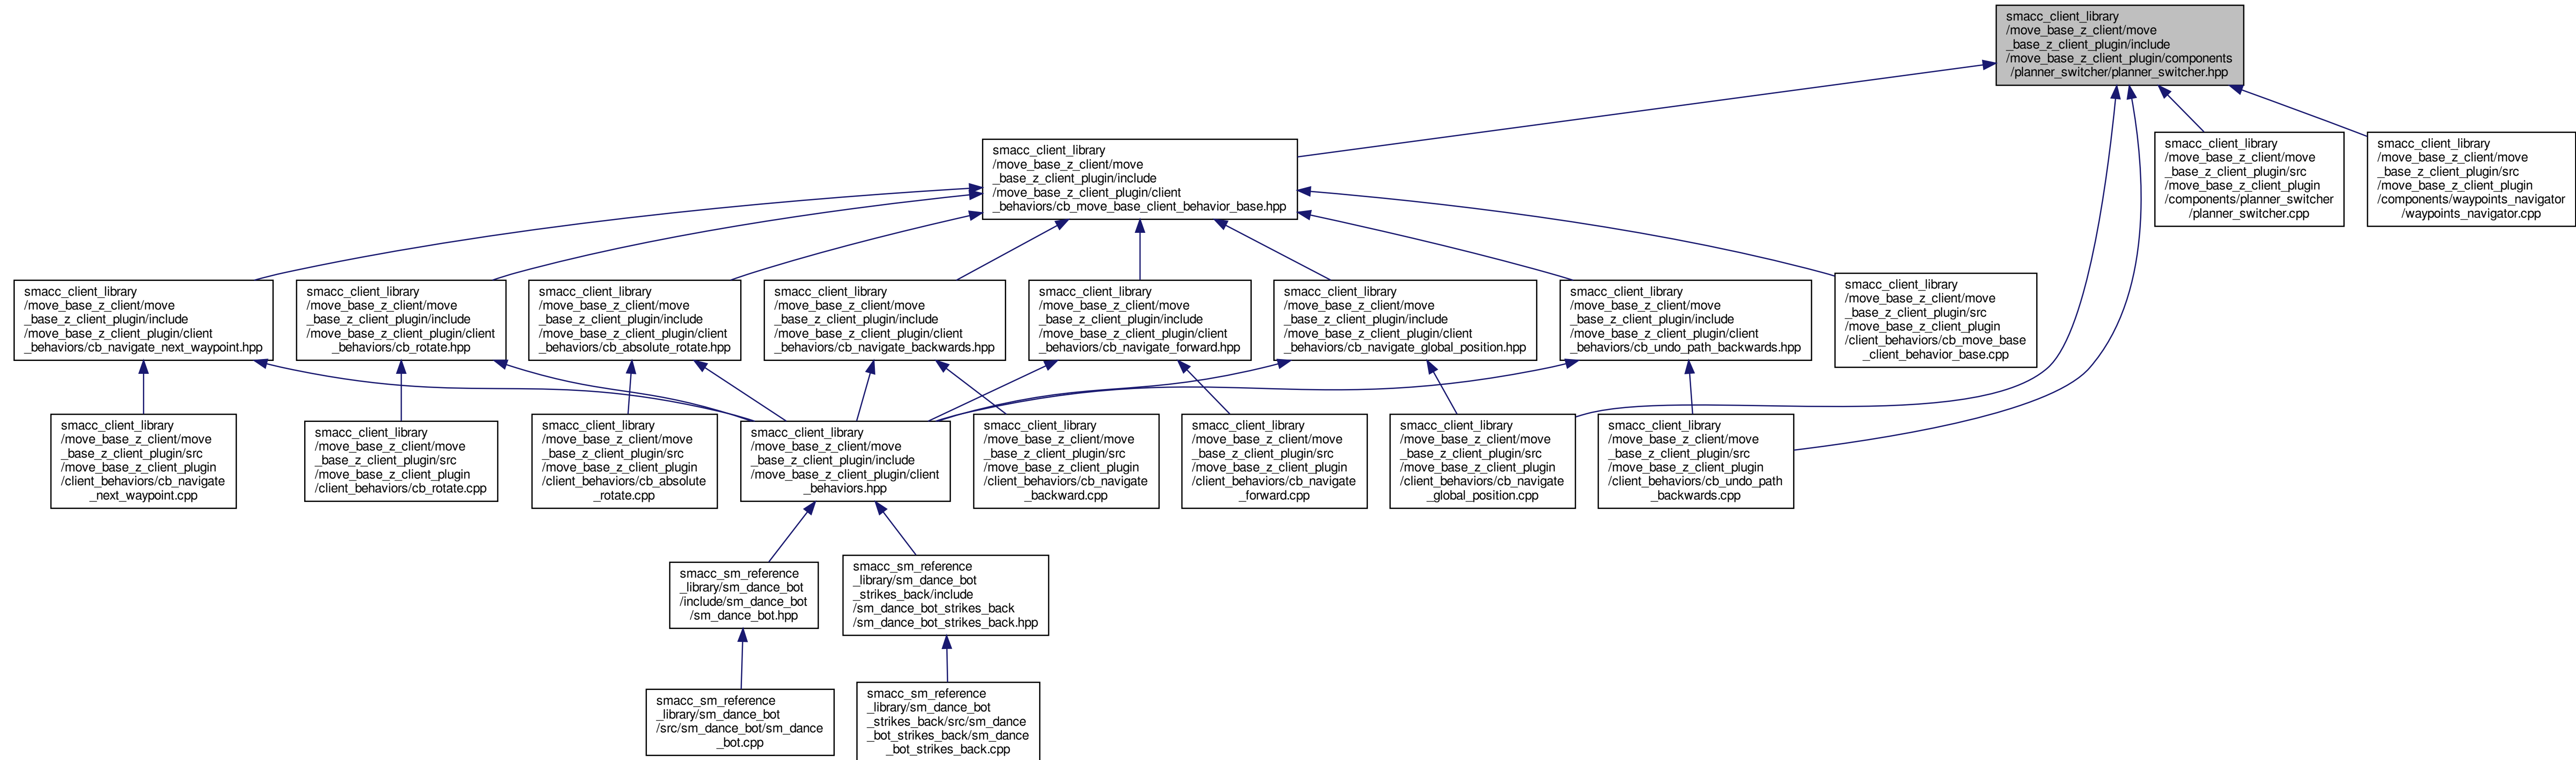 smacc_client_library
/move_base_z_client/move
_base_z_client_plugin/include
/move_base_z_client_plugin/components
/planner_switcher/planner_switcher.hpp
smacc_client_library
/move_base_z_client/move
_base_z_client_plugin/include
/move_base_z_client_plugin/client
_behaviors/cb_move_base_client_behavior_base.hpp
smacc_client_library
/move_base_z_client/move
_base_z_client_plugin/src
/move_base_z_client_plugin
/components/planner_switcher
/planner_switcher.cpp
smacc_client_library
/move_base_z_client/move
_base_z_client_plugin/src
/move_base_z_client_plugin
/components/waypoints_navigator
/waypoints_navigator.cpp
smacc_client_library
/move_base_z_client/move
_base_z_client_plugin/include
/move_base_z_client_plugin/client
_behaviors/cb_navigate_next_waypoint.hpp
smacc_client_library
/move_base_z_client/move
_base_z_client_plugin/include
/move_base_z_client_plugin/client
_behaviors/cb_rotate.hpp
smacc_client_library
/move_base_z_client/move
_base_z_client_plugin/include
/move_base_z_client_plugin/client
_behaviors/cb_absolute_rotate.hpp
smacc_client_library
/move_base_z_client/move
_base_z_client_plugin/include
/move_base_z_client_plugin/client
_behaviors/cb_navigate_backwards.hpp
smacc_client_library
/move_base_z_client/move
_base_z_client_plugin/include
/move_base_z_client_plugin/client
_behaviors/cb_navigate_forward.hpp
smacc_client_library
/move_base_z_client/move
_base_z_client_plugin/include
/move_base_z_client_plugin/client
_behaviors/cb_navigate_global_position.hpp
smacc_client_library
/move_base_z_client/move
_base_z_client_plugin/include
/move_base_z_client_plugin/client
_behaviors/cb_undo_path_backwards.hpp
smacc_client_library
/move_base_z_client/move
_base_z_client_plugin/src
/move_base_z_client_plugin
/client_behaviors/cb_move_base
_client_behavior_base.cpp
smacc_client_library
/move_base_z_client/move
_base_z_client_plugin/src
/move_base_z_client_plugin
/client_behaviors/cb_navigate
_next_waypoint.cpp
smacc_client_library
/move_base_z_client/move
_base_z_client_plugin/src
/move_base_z_client_plugin
/client_behaviors/cb_rotate.cpp
smacc_client_library
/move_base_z_client/move
_base_z_client_plugin/src
/move_base_z_client_plugin
/client_behaviors/cb_absolute
_rotate.cpp
smacc_client_library
/move_base_z_client/move
_base_z_client_plugin/include
/move_base_z_client_plugin/client
_behaviors.hpp
smacc_client_library
/move_base_z_client/move
_base_z_client_plugin/src
/move_base_z_client_plugin
/client_behaviors/cb_navigate
_backward.cpp
smacc_client_library
/move_base_z_client/move
_base_z_client_plugin/src
/move_base_z_client_plugin
/client_behaviors/cb_navigate
_forward.cpp
smacc_client_library
/move_base_z_client/move
_base_z_client_plugin/src
/move_base_z_client_plugin
/client_behaviors/cb_navigate
_global_position.cpp
smacc_client_library
/move_base_z_client/move
_base_z_client_plugin/src
/move_base_z_client_plugin
/client_behaviors/cb_undo_path
_backwards.cpp
smacc_sm_reference
_library/sm_dance_bot
/include/sm_dance_bot
/sm_dance_bot.hpp
smacc_sm_reference
_library/sm_dance_bot
_strikes_back/include
/sm_dance_bot_strikes_back
/sm_dance_bot_strikes_back.hpp
smacc_sm_reference
_library/sm_dance_bot
/src/sm_dance_bot/sm_dance
_bot.cpp
smacc_sm_reference
_library/sm_dance_bot
_strikes_back/src/sm_dance
_bot_strikes_back/sm_dance
_bot_strikes_back.cpp